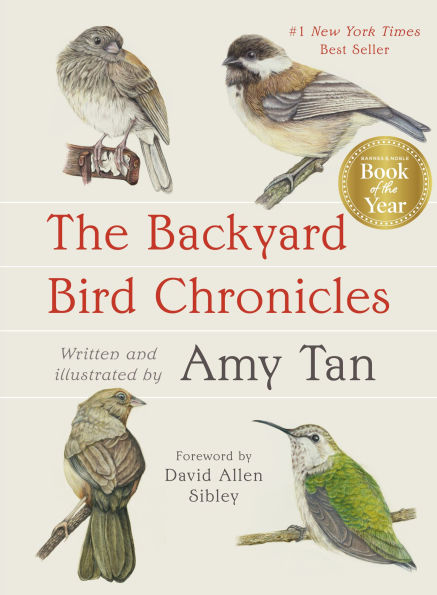 #1 New York Times
Best Seller
BARNES & NOBLE
Book
of the
Year
The Backyard
Bird Chronicles
Written and
illustrated by
Amy Tan
Foreword by
David Allen
Sibley